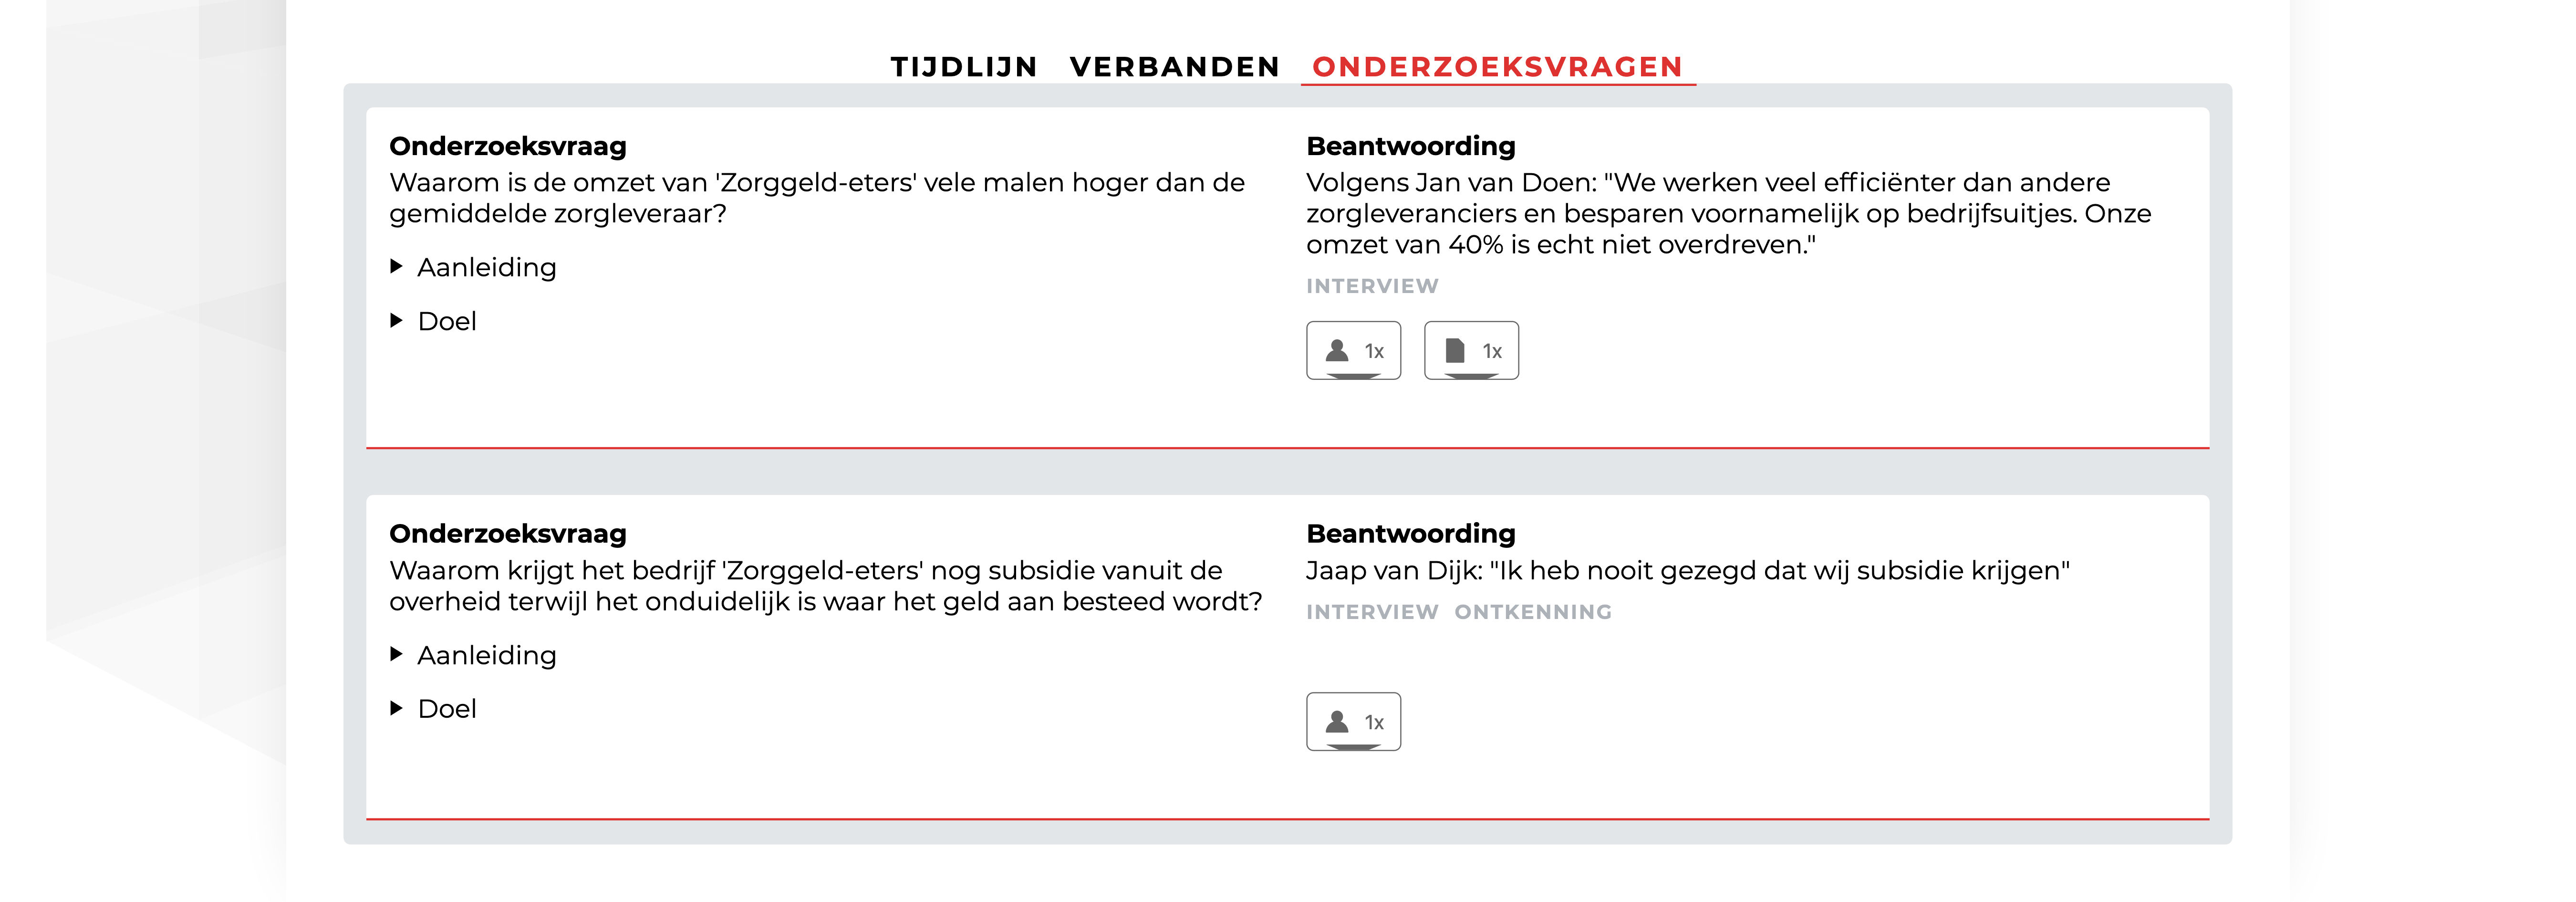 TIJDLIJN VERBANDEN ONDERZOEKSVRAGEN
Onderzoeksvraag
Waarom is de omzet van 'Zorggeld-eters' vele malen hoger dan de
gemiddelde zorgleveraar?
Aanleiding
Doel
Beantwoording
Volgens Jan van Doen: "We werken veel efficiënter dan andere
zorgleveranciers en besparen voornamelijk op bedrijfsuitjes. Onze
omzet van 40% is echt niet overdreven."
INTERVIEW
1x 1x
Onderzoeksvraag
Waarom krijgt het bedrijf 'Zorggeld-eters' nog subsidie vanuit de
overheid terwijl het onduidelijk is waar het geld aan besteed wordt?
Aanleiding
Doel
Beantwoording
Jaap van Dijk: "Ik heb nooit gezegd dat wij subsidie krijgen"
INTERVIEW ONTKENNING
1x